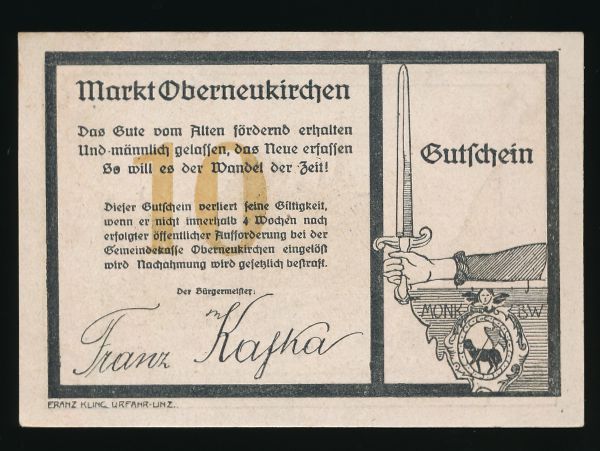 Markt Oberneukirchen
Das Gute vom Alten fördernd erhalten
Und männlich gelassen, das Neue erfassen
So will es der Wandel der Zeit!
10
Dieser Gutschein verliert seine Giltigkeit,
wenn er nicht innerhalb 4 Wochen nach
erfolgter öffentlicher Aufforderung bei der
Gemeindekasse Oberneukirchen eingelöst
wird Nachahmung wird gesetzlich bestraft.
Der Bürgermeister:
Franz Kafka
Gutschein
MONK
FRANZ KLING URFAHR-LINZ.